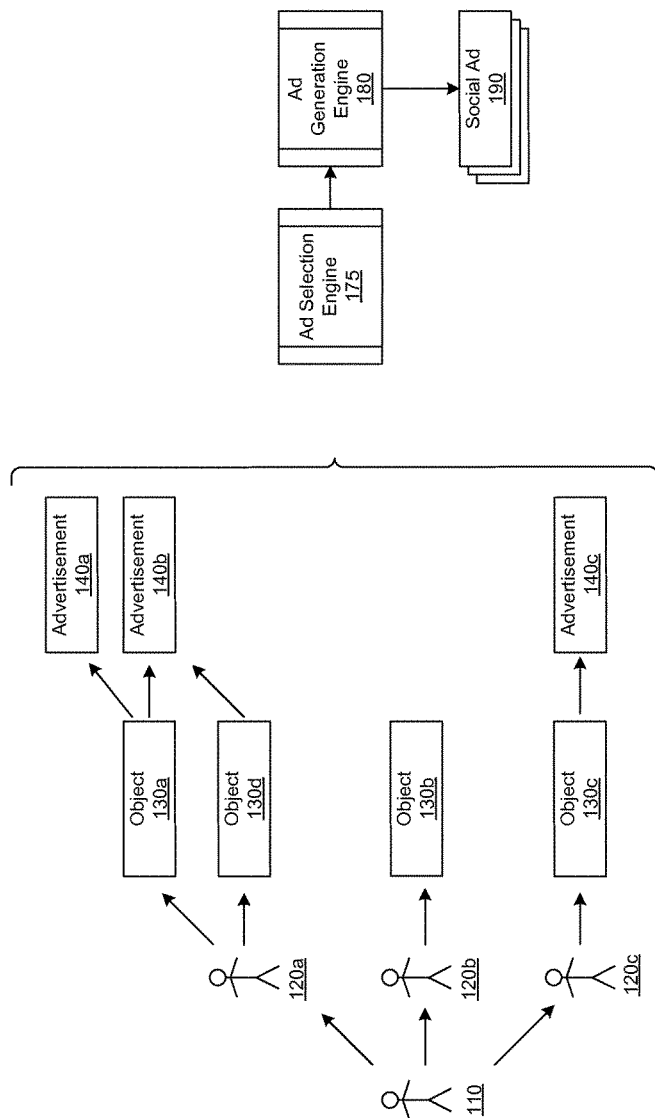 110
120a
120b
120c
Object
130a
Object
130d
Object
130b
Object
130c
Advertisement
140a
Advertisement
140b
Advertisement
140c
Ad Selection
Engine
175
Ad
Generation
Engine
180
Social Ad
190